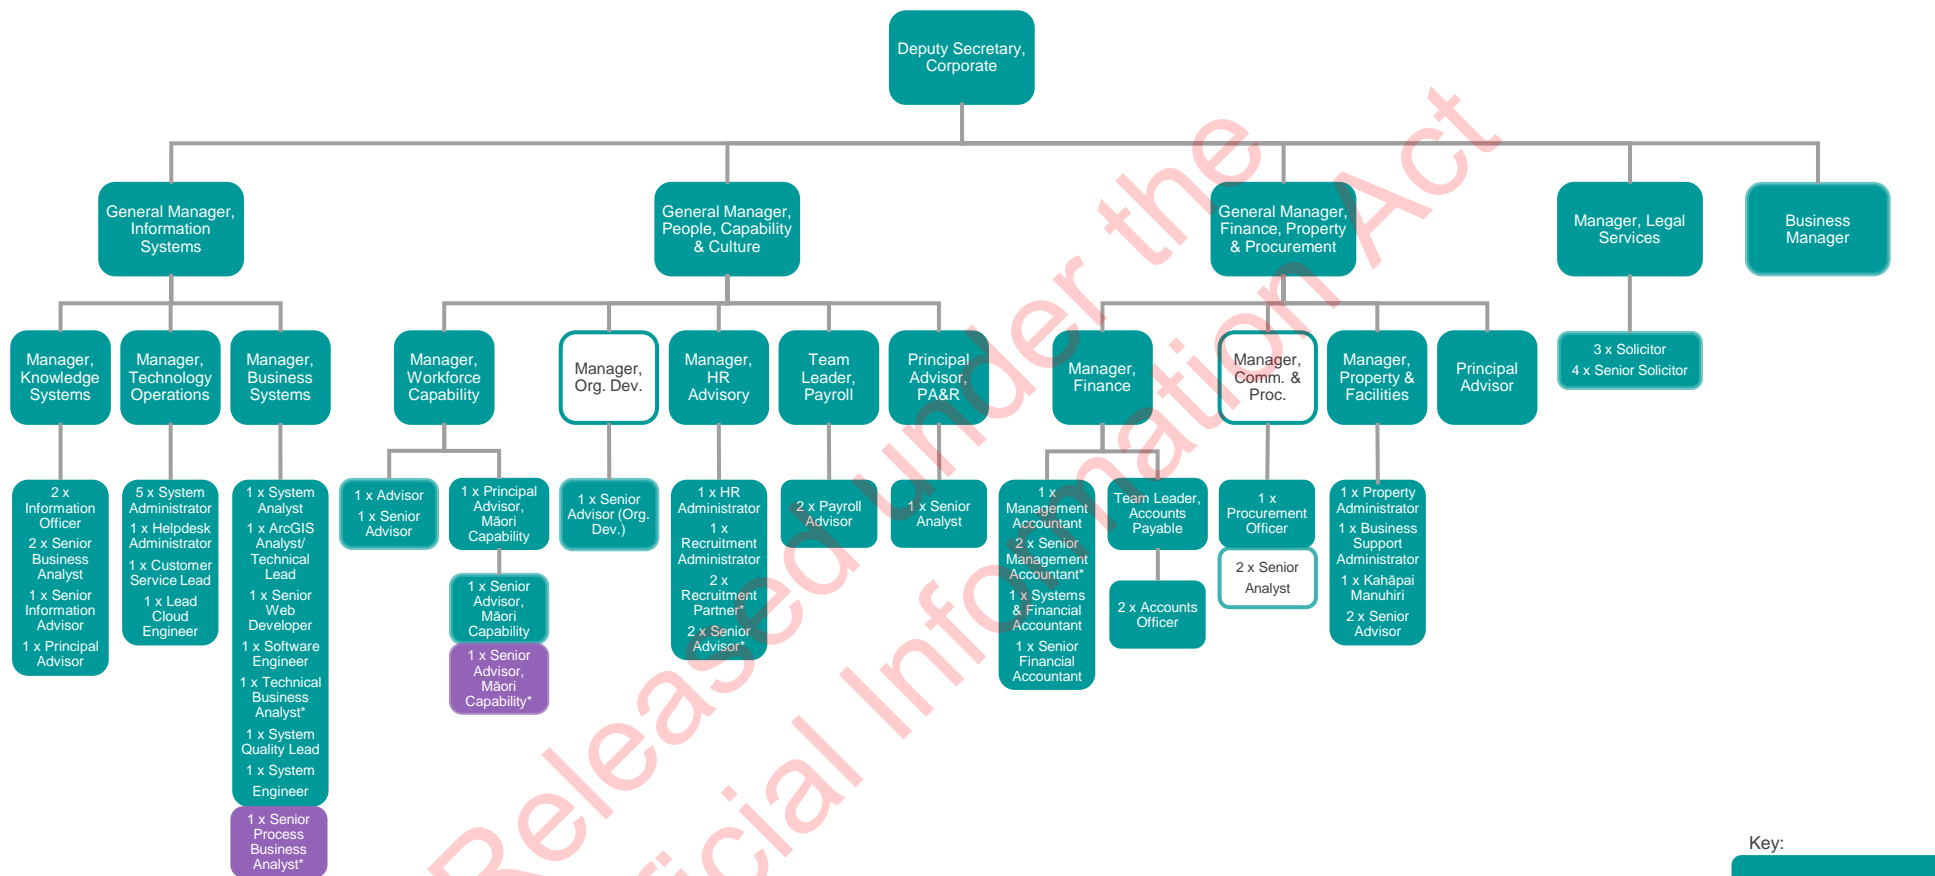 Deputy Secretary,
Corporate
General Manager,
Information
Systems
General Manager,
People, Capability
& Culture
General Manager,
Finance, Property
& Procurement
Manager, Legal
Services
Business
Manager
Manager,
Knowledge
Systems
Manager,
Technology
Operations
Manager,
Business
Systems
Manager,
Workforce
Capability
Manager,
Org. Dev.
Manager,
HR
Advisory
Team
Leader,
Payroll
Principal
Advisor,
PA&R
Manager,
Finance
Manager,
Comm. &
Proc.
Manager,
Property &
Facilities
Principal
Advisor
3 x Solicitor
4 x Senior Solicitor
2 x
Information
Officer
2 x Senior
Business
Analyst
1 x Senior
Information
Advisor
1 x Principal
Advisor
5 x System
Administrator
1 x Helpdesk
Administrator
1 x Customer
Service Lead
1 x Lead
Cloud
Engineer
1 x System
Analyst
1 x ArcGIS
Analyst/
Technical
Lead
1 x Senior
Web
Developer
1 x Software
Engineer
1 x Technical
Business
Analyst*
1 x System
Quality Lead
1 x System
Engineer
1 x Senior
Process
Business
Analyst*
1 x Advisor
1 x Senior
Advisor
1 x Principal
Advisor,
Māori
Capability
1 x Senior
Advisor,
Māori
Capability
1 x Senior
Advisor,
Māori
Capability*
1 x Senior
Advisor (Org.
Dev.)
1 x HR
Administrator
1 x
Recruitment
Administrator
2 x
Recruitment
Partner*
2 x Senior
Advisor*
2 x Payroll
Advisor
1 x Senior
Analyst
1 x
Management
Accountant
2 x Senior
Management
Accountant*
1 x Systems
& Financial
Accountant
1 x Senior
Financial
Accountant
Team Leader,
Accounts
Payable
2 x Accounts
Officer
1 x
Procurement
Officer
2 x Senior
Analyst
1 x Property
Administrator
1 x Business
Support
Administrator
1 x Kahāpai
Manuhiri
2 x Senior
Advisor
Key:
Released under the
Information Act